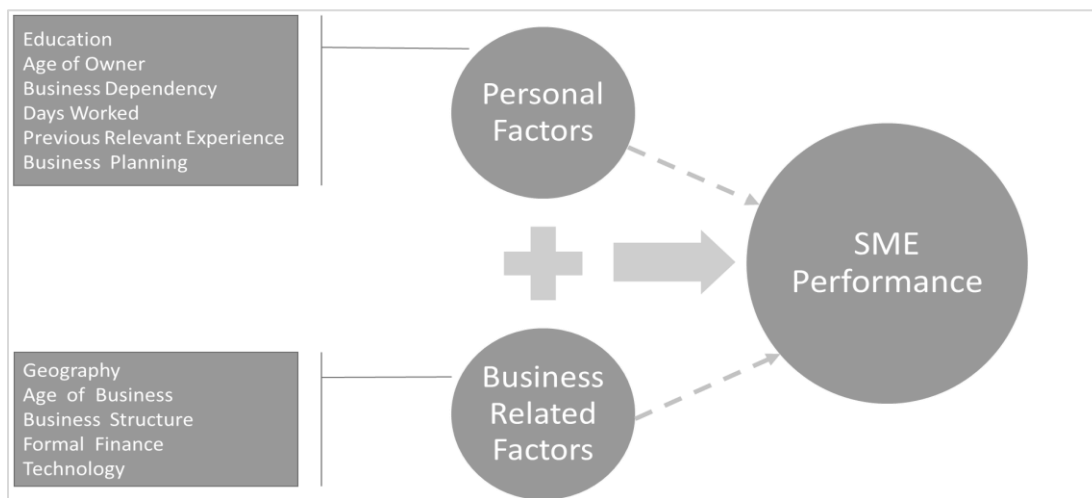 Education
Age of Owner
Business Dependency
Days Worked
Previous Relevant Experience
Business Planning
Personal
Factors
SME
Performance
Geography
Age of Business
Business Structure
Formal Finance
Technology
Business
Related
Factors